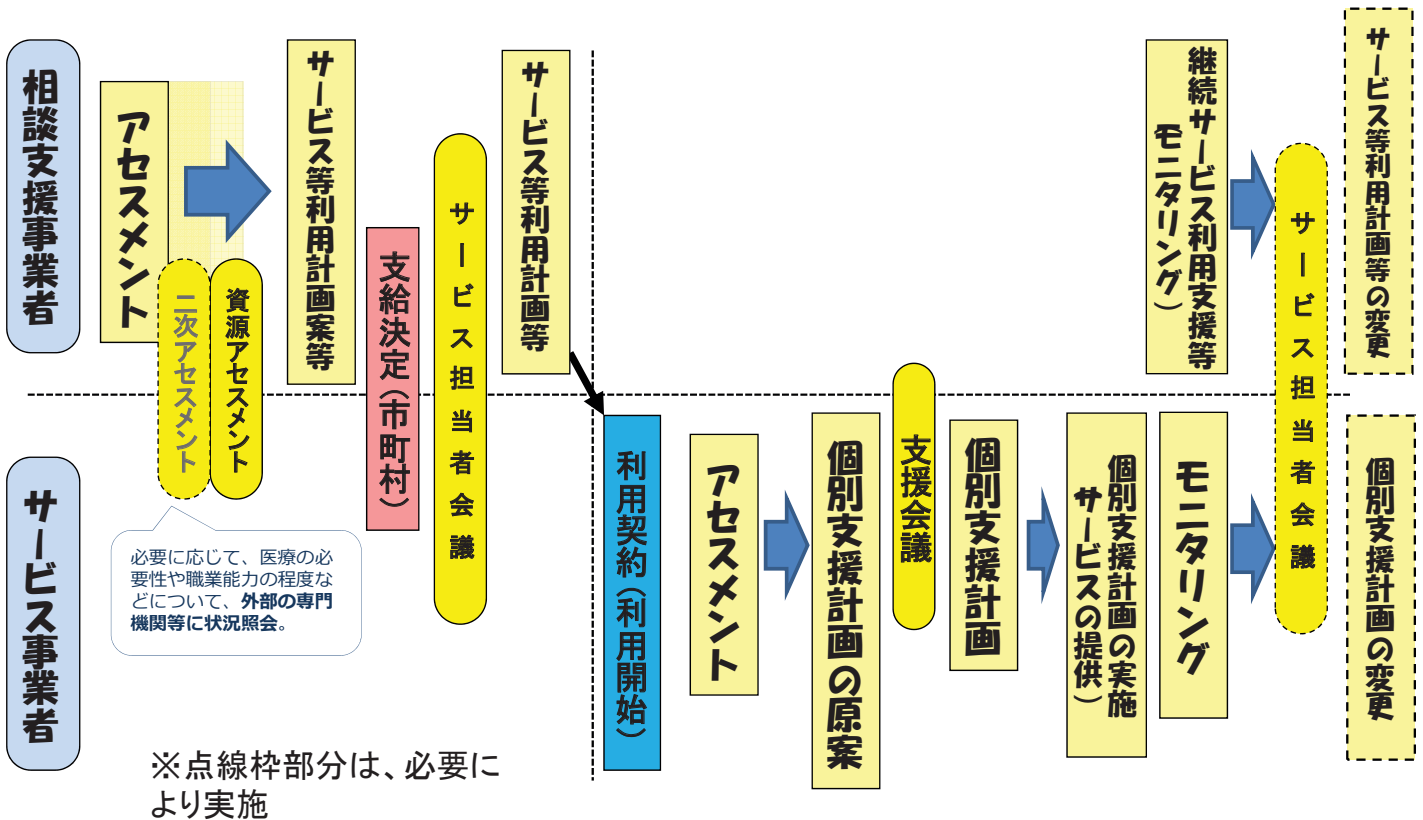 相談支援事業者
アセスメント
二次アセスメント
資源アセスメント
サービス等利用計画案等
支給決定（市町村）
サービス担当者会議
サービス等利用計画等
継続サービス利用支援等
モニタリング）
サービス担当者会議
サービス等利用計画等の変更
サービス事業者
必要に応じて、医療の必
要性や職業能力の程度な
どについて、外部の専門
機関等に状況照会。
利用契約（利用開始）
アセスメント
個別支援計画の原案
支援会議
個別支援計画
個別支援計画の実施
サービスの提供）
モニタリング
個別支援計画の変更
※点線枠部分は、必要に
より実施